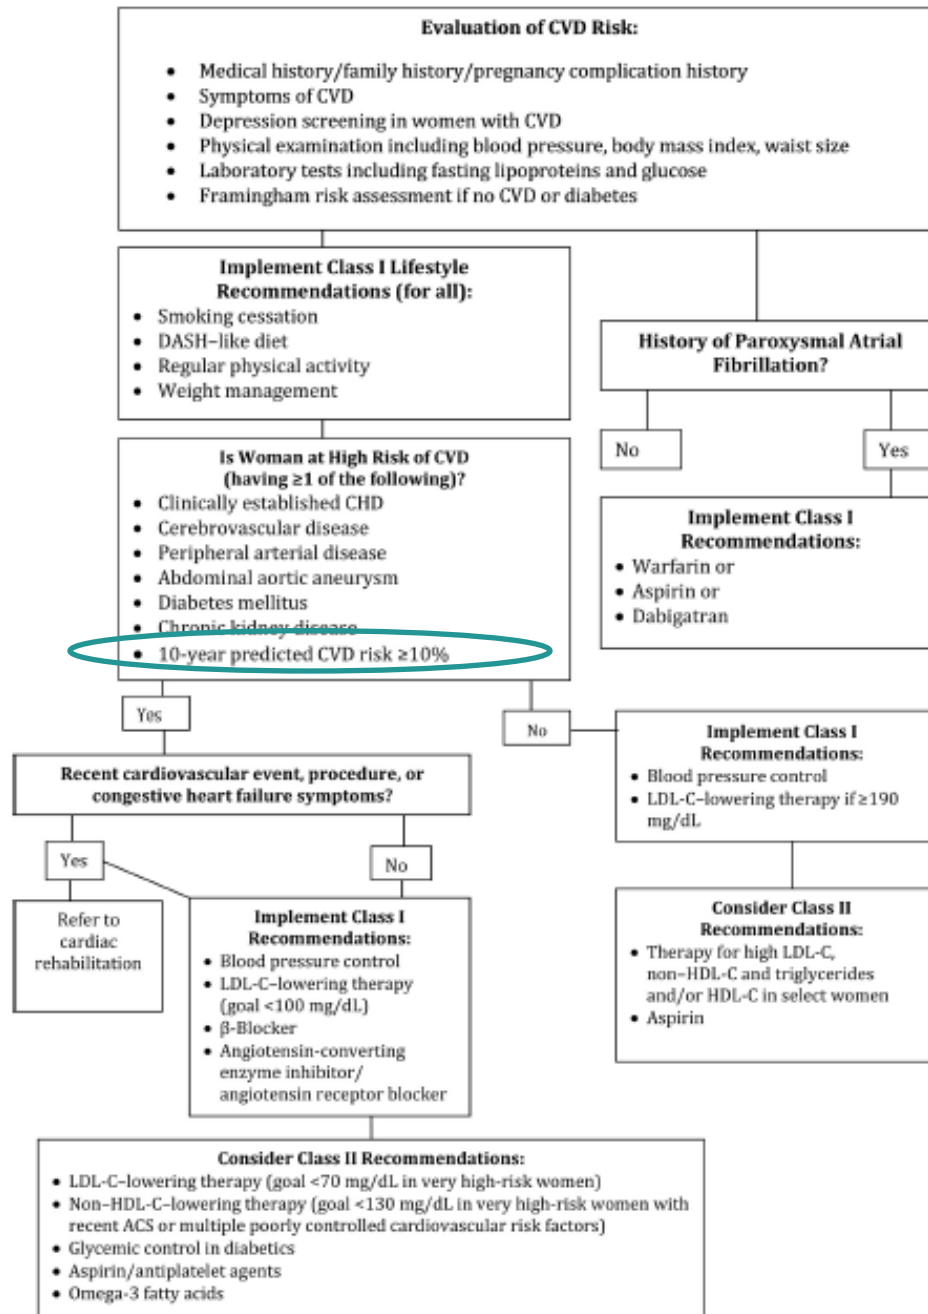 Evaluation of CVD Risk:
• Medical history/family history/pregnancy complication history
• Symptoms of CVD
• Depression screening in women with CVD
• Physical examination including blood pressure, body mass index, waist size
• Laboratory tests including fasting lipoproteins and glucose
• Framingham risk assessment if no CVD or diabetes
Implement Class I Lifestyle
Recommendations (for all):
• Smoking cessation
• DASH–like diet
• Regular physical activity
• Weight management
History of Paroxysmal Atrial
Fibrillation?
No
Yes
Implement Class I
Recommendations:
• Warfarin or
• Aspirin or
• Dabigatran
Is Woman at High Risk of CVD
(having ≥1 of the following)?
• Clinically established CHD
• Cerebrovascular disease
• Peripheral arterial disease
• Abdominal aortic aneurysm
• Diabetes mellitus
• Chronic kidney disease
• 10-year predicted CVD risk ≥10%
Yes
No
Implement Class I
Recommendations:
• Blood pressure control
• LDL-C–lowering therapy if ≥190
mg/dL
Recent cardiovascular event, procedure, or
congestive heart failure symptoms?
Yes
No
Refer to
cardiac
rehabilitation
Implement Class I
Recommendations:
• Blood pressure control
• LDL-C–lowering therapy
(goal <100 mg/dL)
• β-Blocker
• Angiotensin-converting
enzyme inhibitor/
angiotensin receptor blocker
Consider Class II
Recommendations:
• Therapy for high LDL-C,
non–HDL-C and triglycerides
and/or HDL-C in select women
• Aspirin
Consider Class II Recommendations:
• LDL-C–lowering therapy (goal <70 mg/dL in very high-risk women)
• Non–HDL-C–lowering therapy (goal <130 mg/dL in very high-risk women with
recent ACS or multiple poorly controlled cardiovascular risk factors)
• Glycemic control in diabetics
• Aspirin/antiplatelet agents
• Omega-3 fatty acids